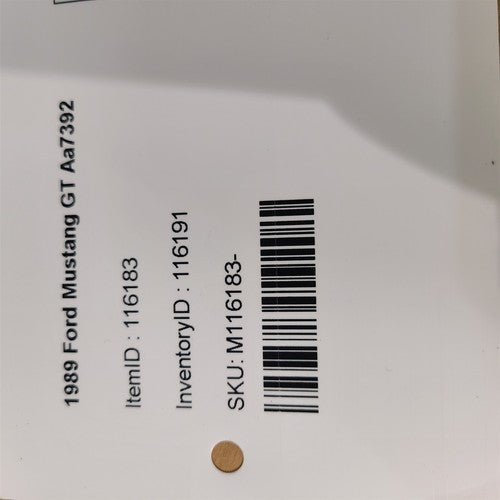 1989 Ford Mustang GT Aa7392
ItemID : 116183
InventoryID : 116191
SKU: M116183-